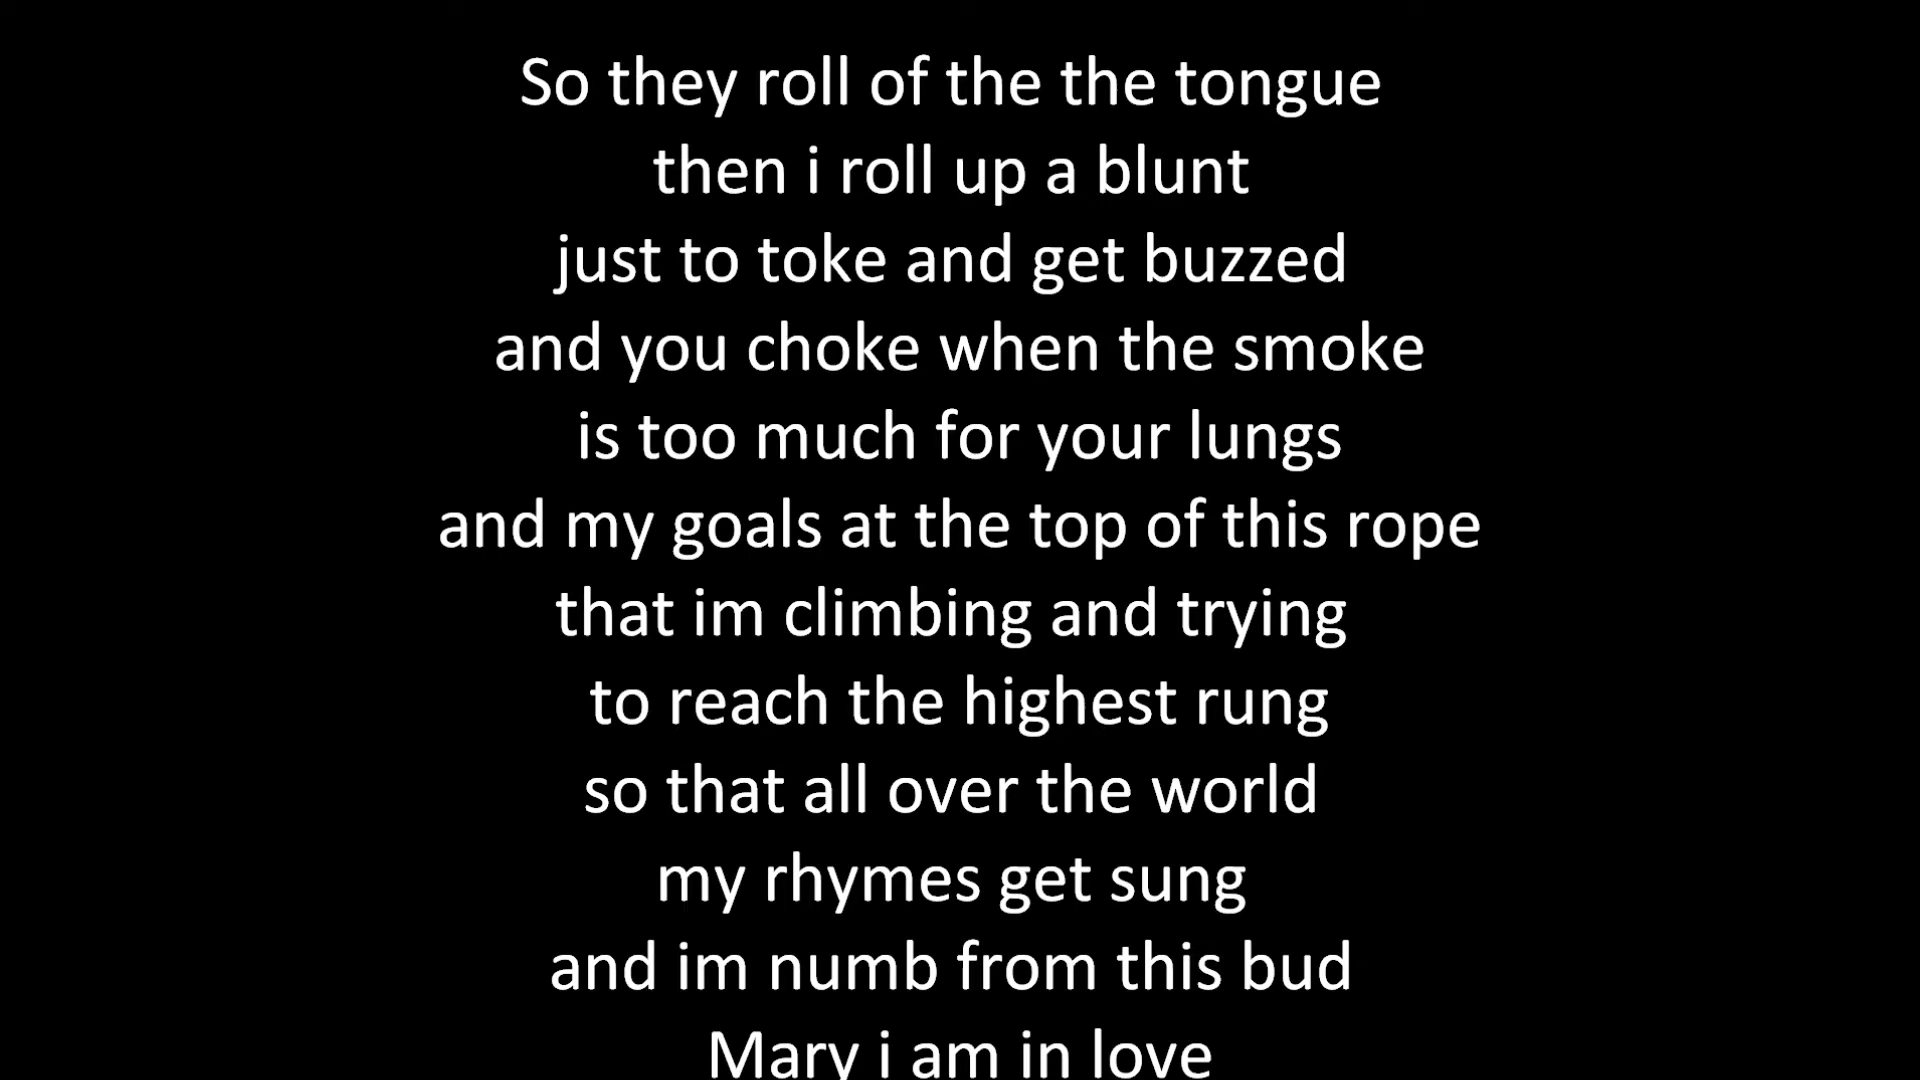 So they roll of the the tongue
then i roll up a blunt
just to toke and get buzzed
and you choke when the smoke
is too much for your lungs
and my goals at the top of this rope
that im climbing and trying
to reach the highest rung
so that all over the world
my rhymes get sung
and im numb from this bud
Mary i am in love